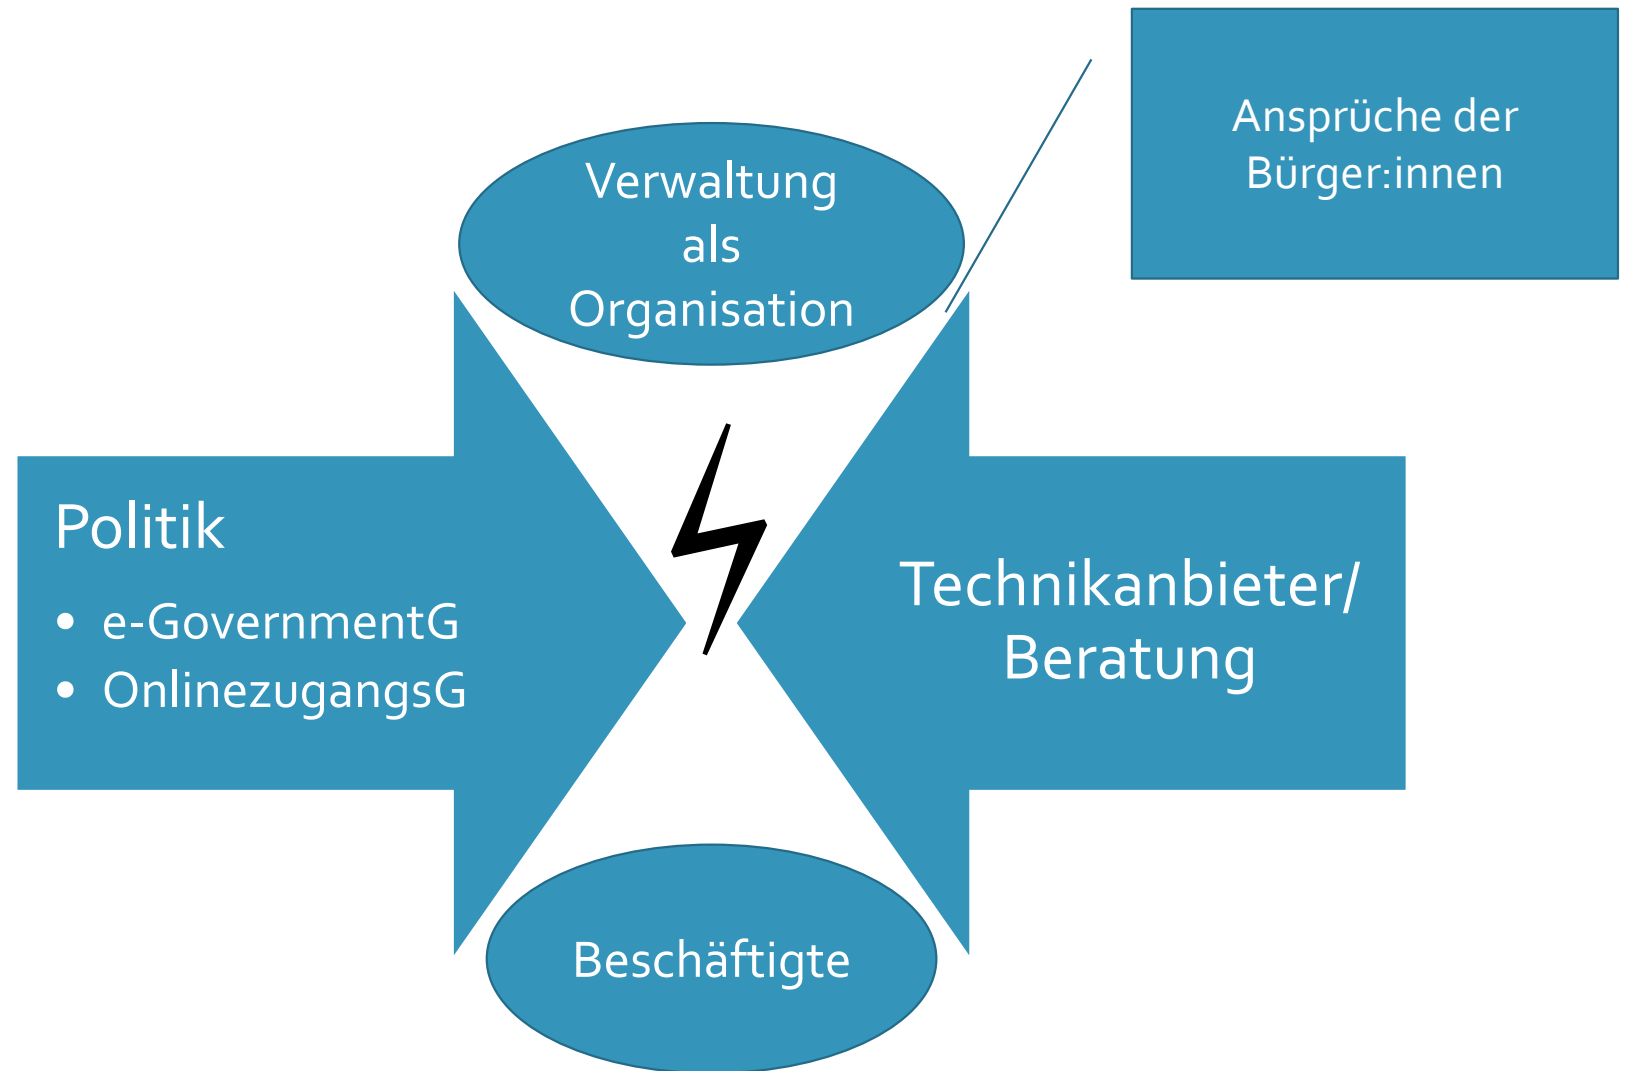 Ansprüche der
Bürger:innen
Verwaltung
als
Organisation
Politik
• e-GovernmentG
• OnlinezugangsG
Technikanbieter/
Beratung
Beschäftigte